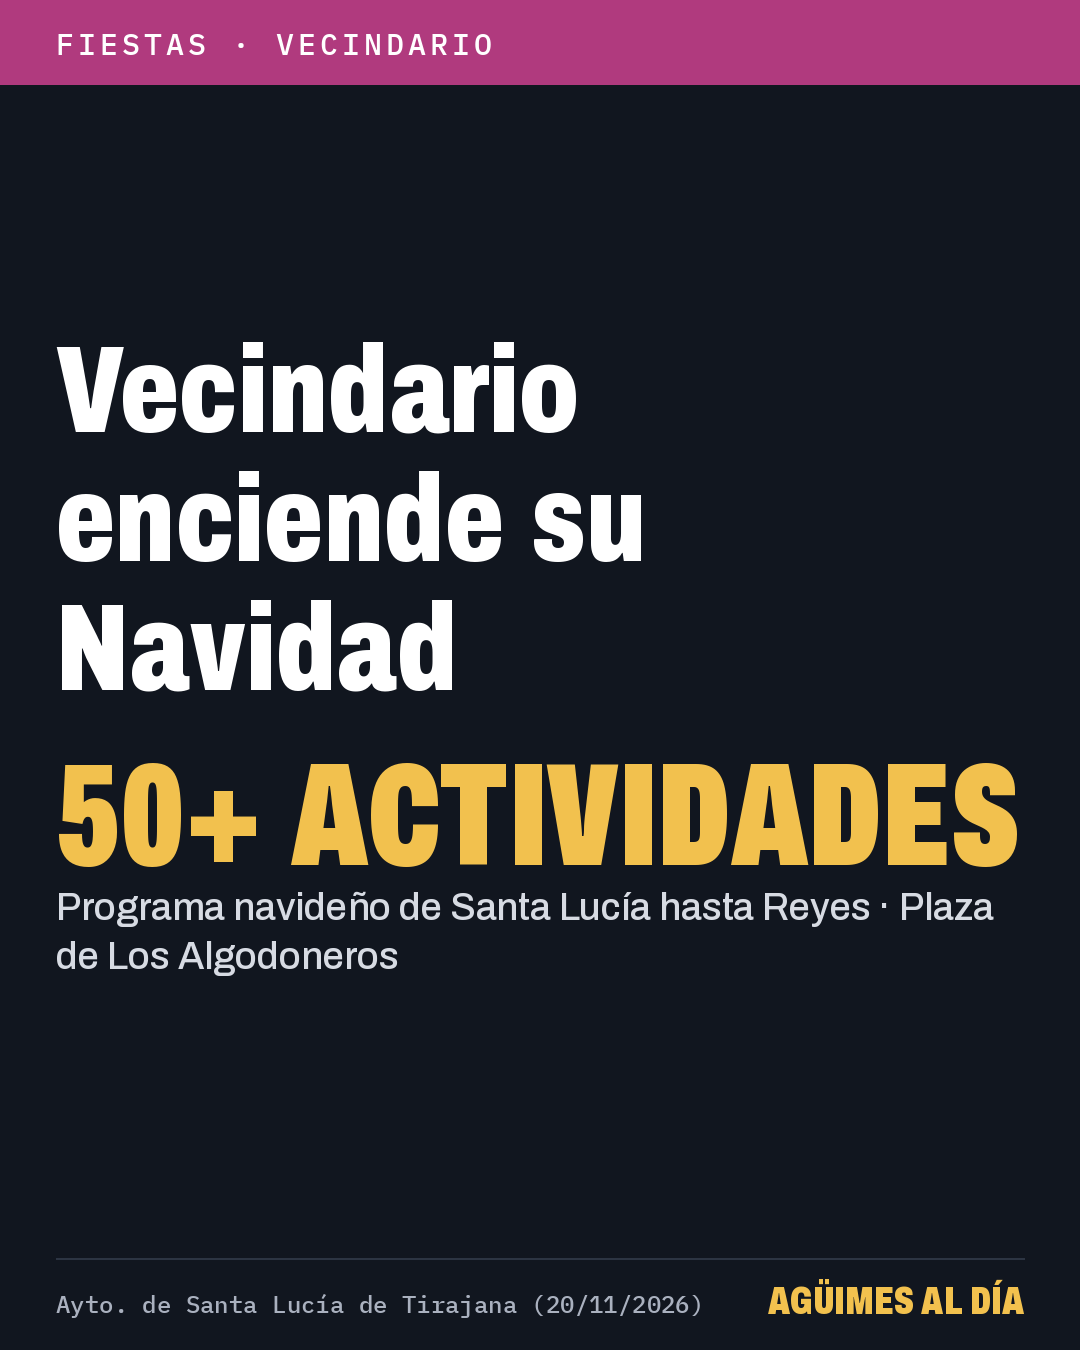 FIESTAS · VECINDARIO
Vecindario
enciende su
Navidad
50+ ACTIVIDADES
Programa navideño de Santa Lucía hasta Reyes · Plaza
de Los Algodoneros
Ayto. de Santa Lucía de Tirajana (20/11/2026)
AGÜIMES AL DÍA